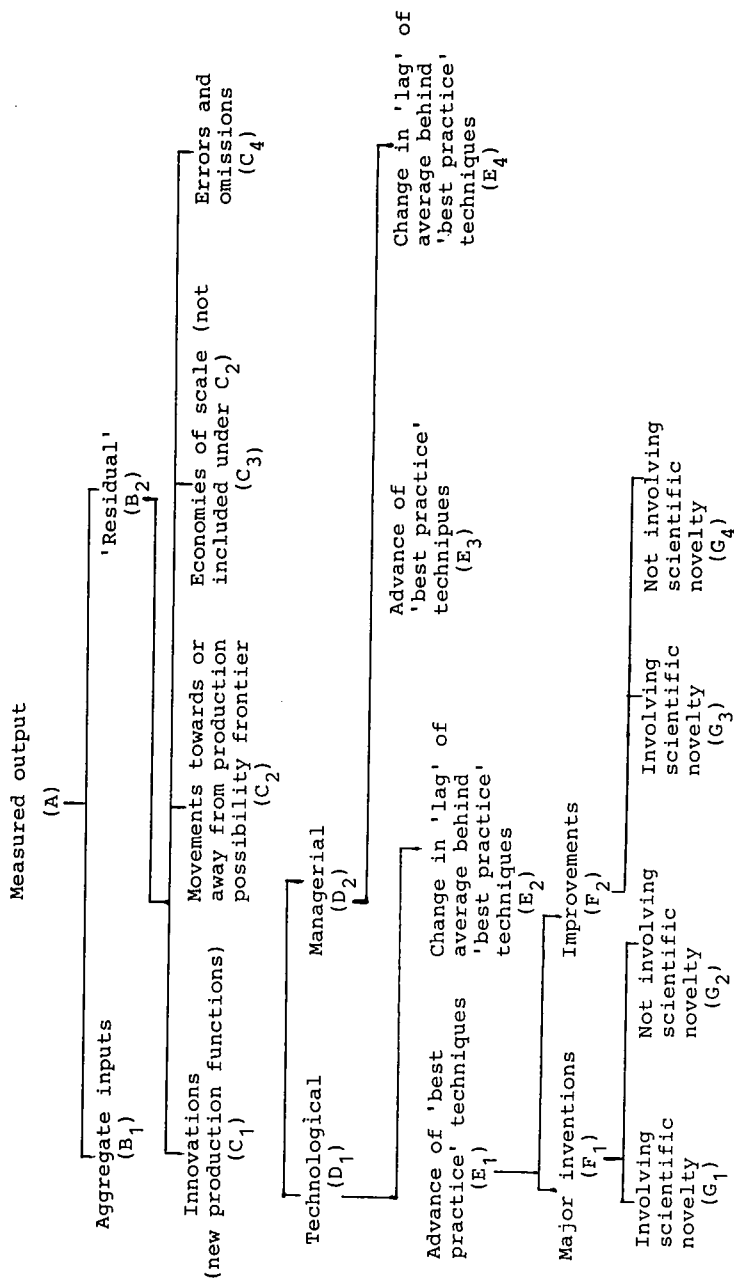 Measured output
(A)
Aggregate inputs
(B1)
'Residual'
(B2)
Innovations
(new production functions)
(C1)
Movements towards or
away from production
possibility frontier
(C2)
Economies of scale (not
included under C2)
(C3)
Errors and
omissions
(C4)
Technological
(D1)
Managerial
(D2)
Advance of 'best
practice' techniques
(E1)
Change in 'lag' of
average behind
'best practice'
techniques
(E2)
Advance of
'best practice'
technipues
(E3)
Change in 'lag' of
average behind
'best practice'
techniques
(E4)
Major inventions
(F1)
Improvements
(F2)
Involving
scientific
novelty
(G1)
Not involving
scientific
novelty
(G2)
Involving
scientific
novelty
(G3)
Not involving
scientific
novelty
(G4)